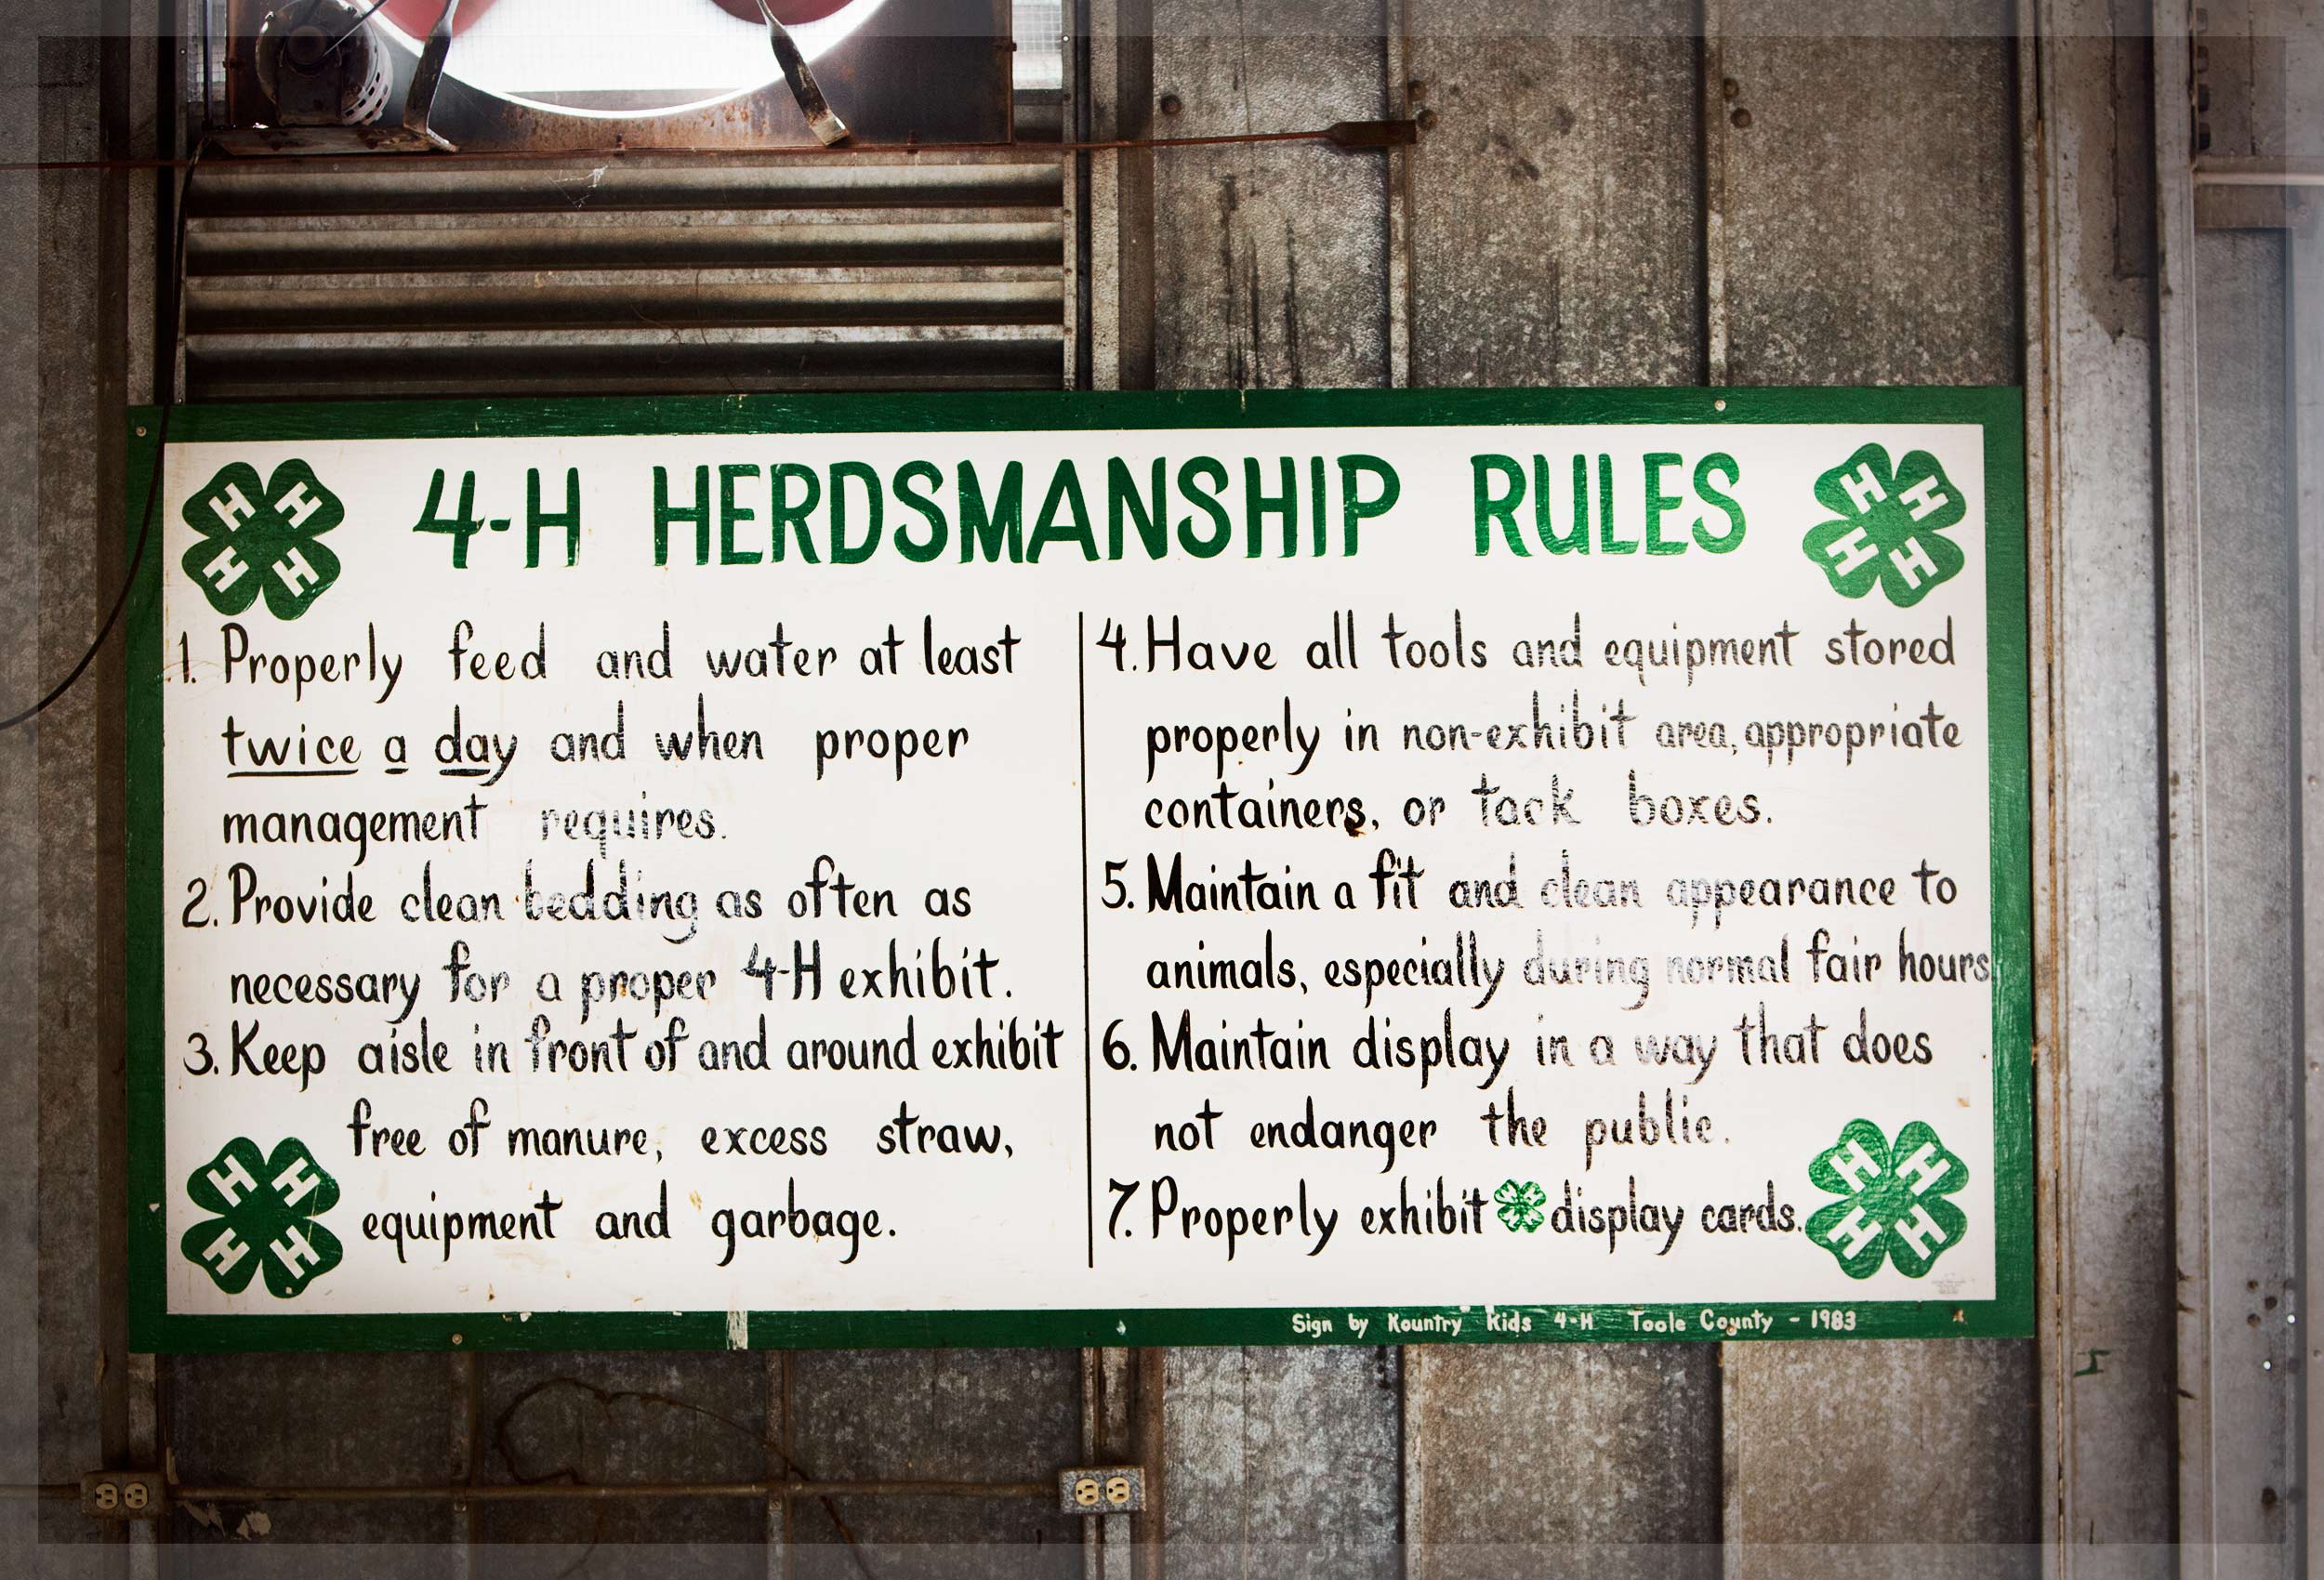 4-H HERDSMANSHIP RULES
1. Properly feed and water at least
twice a day and when proper
management requires.
2. Provide clean bedding as often as
necessary for a proper 4-H exhibit.
3. Keep aisle in front of and around exhibit
free of manure, excess straw,
equipment and garbage.
4. Have all tools and equipment stored
properly in non-exhibit area, appropriate
containers, or tack boxes.
5. Maintain a fit and clean appearance to
animals, especially during normal fair hours
6. Maintain display in a way that does
not endanger the public.
7. Properly exhibit HHHH display cards.
H H H H
H H H H
H H H H
H H H H
Sign by Kountry Kids 4-H Toole County - 1983